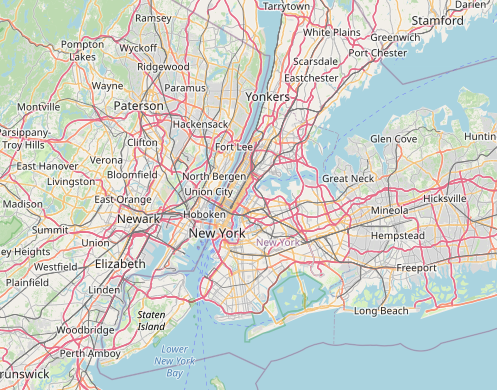 Tarrytown
Darien
Ramsey
Stamford
White Plains
Greenwich
Pompton
Lakes
Wyckoff
Port Chester
Ridgewood
Scarsdale
Eastchester
Wayne
Paramus
Yonkers
Montville
Paterson
Hackensack
Parsippany-
Troy Hills
Clifton
Fort Lee
Glen Cove
Huntin
East Hanover
Verona
Livingston
Bloomfield
North Bergen
Great Neck
Union City
Madison
East Orange
Hicksville
Newark
Hoboken
Mineola
Summit
New York
Hempstead
Union
New York
ey Heights
Westfield
Elizabeth
Freeport
Plainfield
Linden
Long Beach
Staten
Island
Woodbridge
Perth Amboy
Lower
New York
Bay
runswick